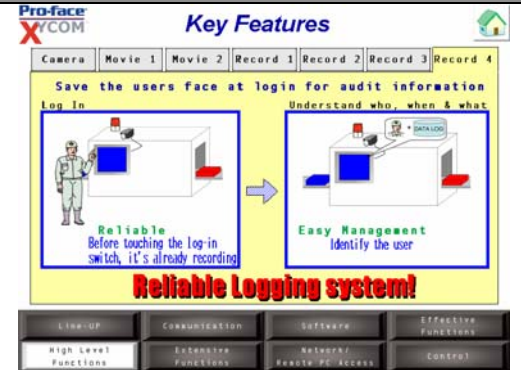 Pro-face
XYCOM
Key Features
Camera
Movie 1
Movie 2
Record 1
Record 2
Record 3
Record 4
Save the users face at login for audit information
Log In
Understand who, when & what
+ DATA LOG
Reliable
Before touching the log-in
switch, it's already recording
Easy Management
Identify the user
Reliable Logging system!
Line-UP
Communication
Software
Effective
Functions
High Level
Functions
Extensive
Functions
Network/
Remote PC Access
Control